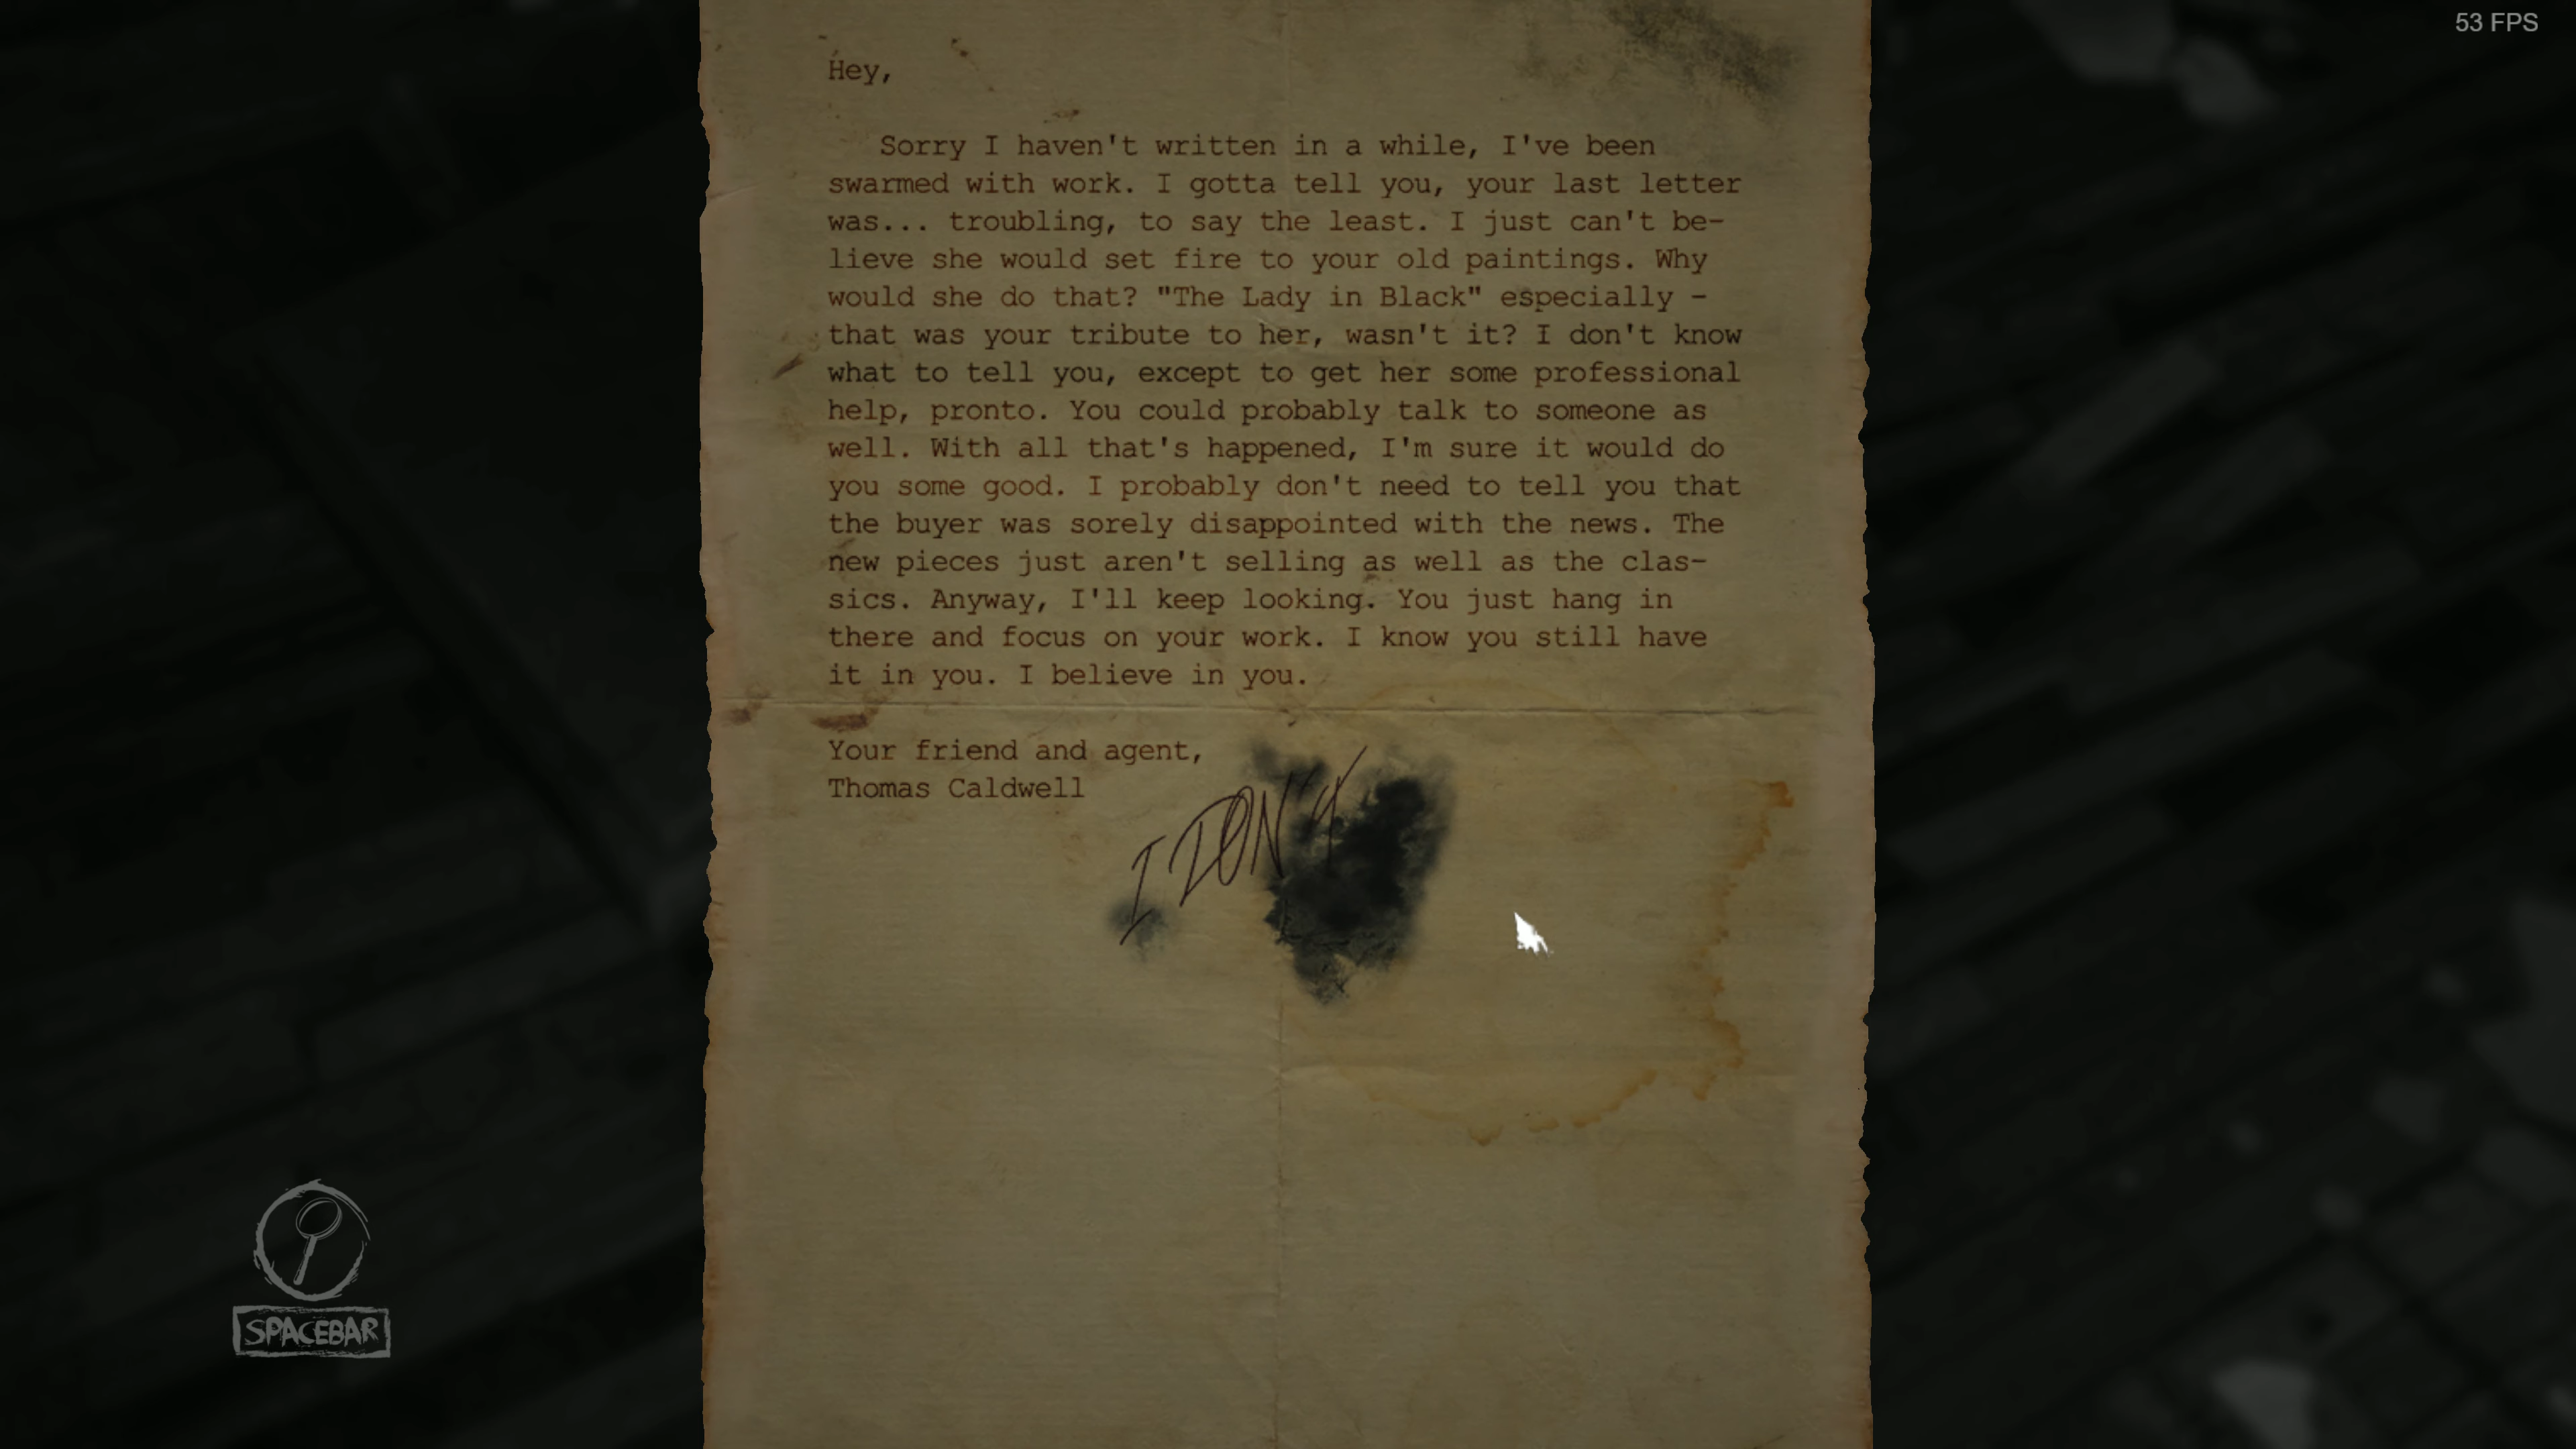 53 FPS
Hey,
Sorry I haven't written in a while, I've been
swarmed with work. I gotta tell you, your last letter
was... troubling, to say the least. I just can't be-
lieve she would set fire to your old paintings. Why
would she do that? "The Lady in Black" especially -
that was your tribute to her, wasn't it? I don't know
what to tell you, except to get her some professional
help, pronto. You could probably talk to someone as
well. With all that's happened, I'm sure it would do
you some good. I probably don't need to tell you that
the buyer was sorely disappointed with the news. The
new pieces just aren't selling as well as the clas-
sics. Anyway, I'll keep looking. You just hang in
there and focus on your work. I know you still have
it in you. I believe in you.
Your friend and agent,
Thomas Caldwell
I DON'T
SPACEBAR